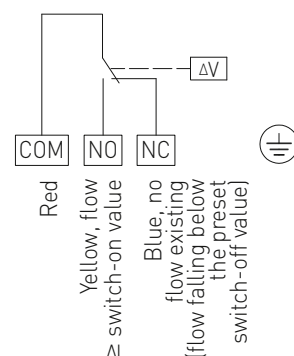 ΔV
COM
NO
NC
Red
Yellow, flow
≥ switch-on value
Blue, no
flow existing
(flow falling below
the preset
switch-off value)